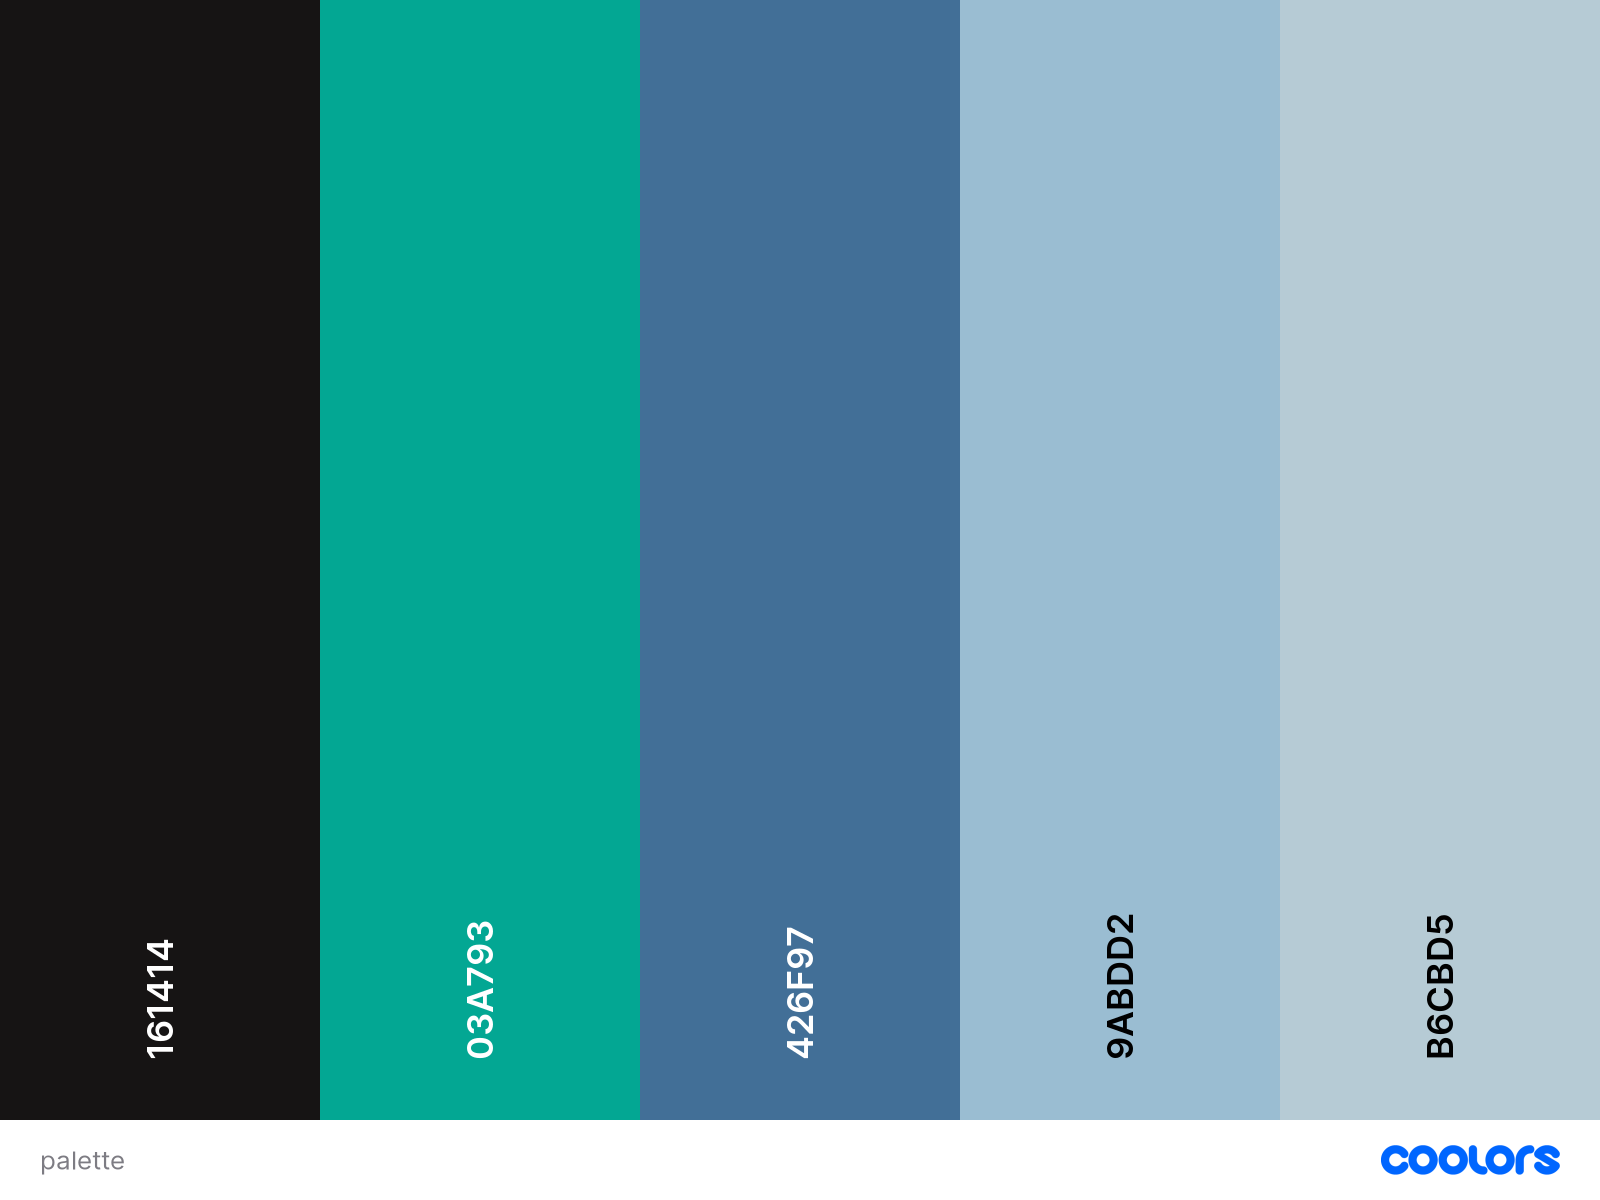 161414
03A793
426F97
9ABDD2
B6CBD5
palette
coolors